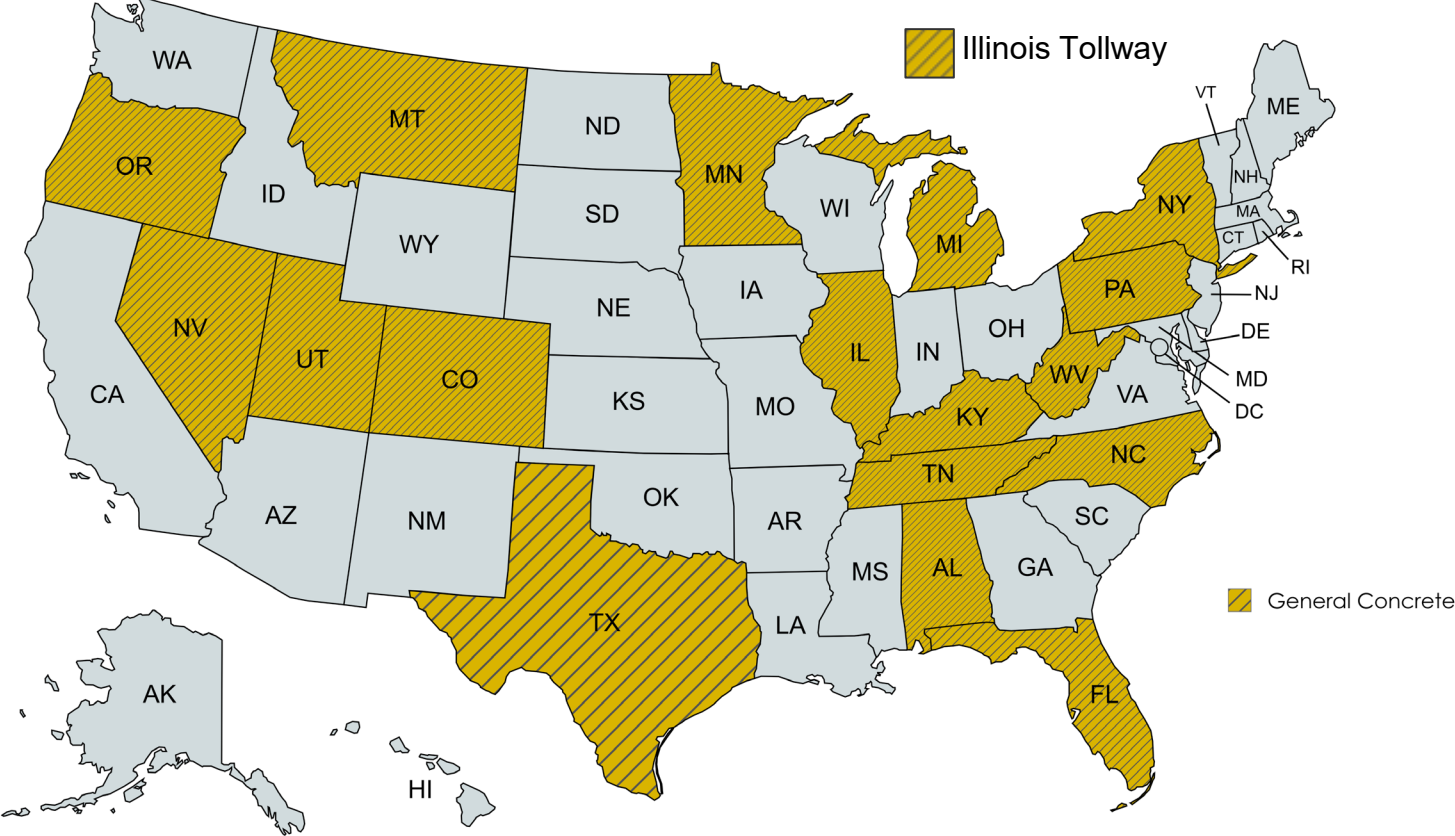 Illinois Tollway
WA
MT
ND
MN
VT
ME
OR
ID
SD
WI
MI
NY
NH
MA
CT
RI
WY
IA
NE
PA
NJ
NV
UT
CO
IL
IN
OH
DE
WV
MD
DC
VA
CA
KS
MO
KY
TN
NC
AZ
NM
OK
AR
SC
MS
AL
GA
TX
LA
General Concrete
AK
FL
HI